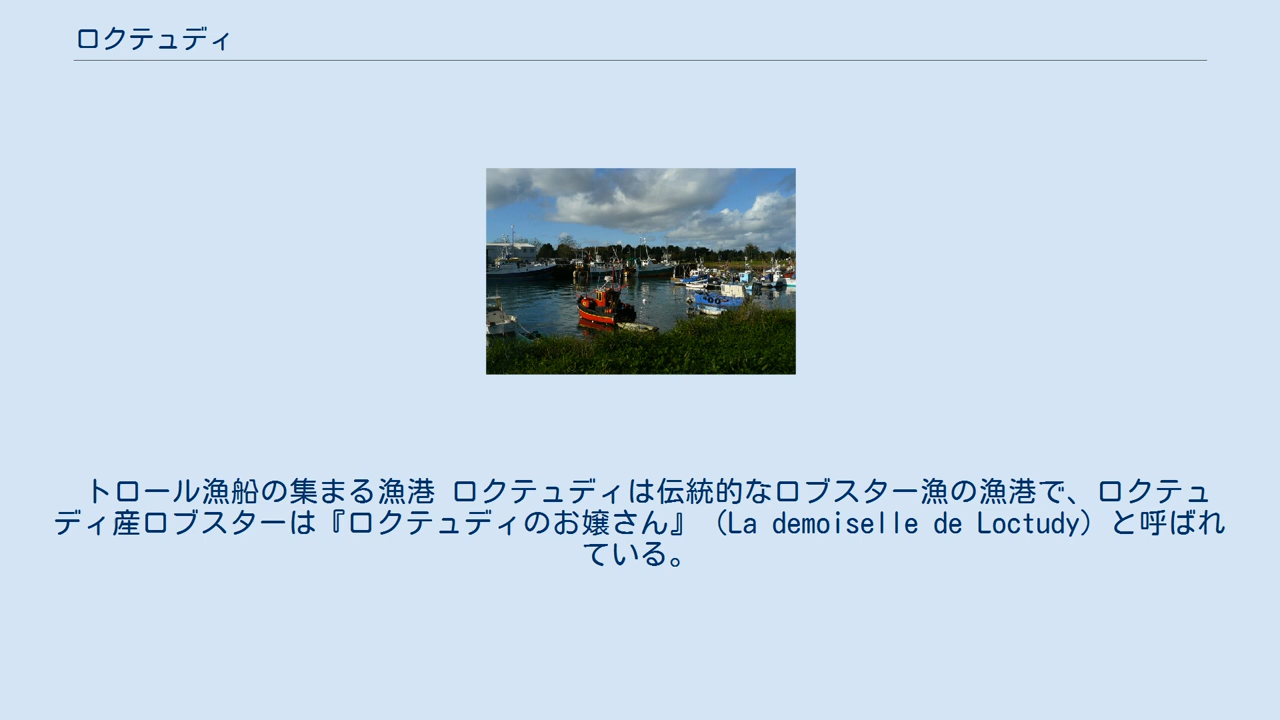 ロクテュディ
トロール漁船の集まる漁港 ロクテュディは伝統的なロブスター漁の漁港で、ロクテュ
ディ産ロブスターは『ロクテュディのお嬢さん』（La demoiselle de Loctudy）と呼ばれ
ている。